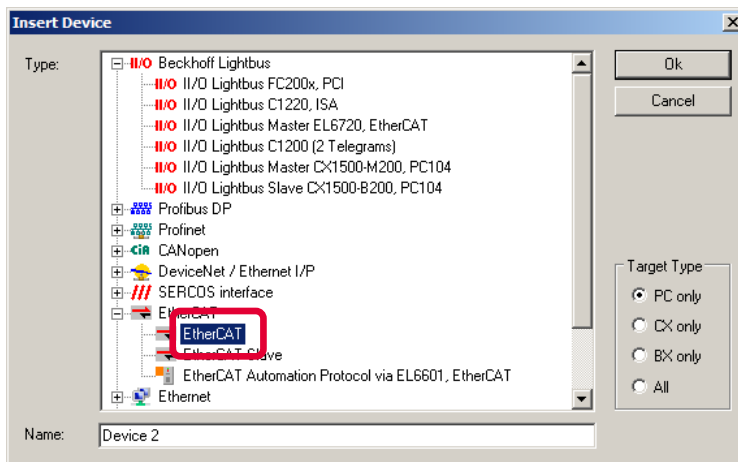 Insert Device
Type:
II/O Beckhoff Lightbus
II/O II/O Lightbus FC200x, PCI
II/O II/O Lightbus C1220, ISA
II/O II/O Lightbus Master EL6720, EtherCAT
II/O II/O Lightbus C1200 (2 Telegrams)
II/O II/O Lightbus Master CX1500-M200, PC104
II/O II/O Lightbus Slave CX1500-B200, PC104
Profibus DP
Profinet
CiA CANopen
DeviceNet / Ethernet I/P
SERCOS interface
EtherCAT
EtherCAT
EtherCAT Slave
EtherCAT Automation Protocol via EL6601, EtherCAT
Ethernet
Ok
Cancel
Target Type
PC only
CX only
BX only
All
Name:
Device 2